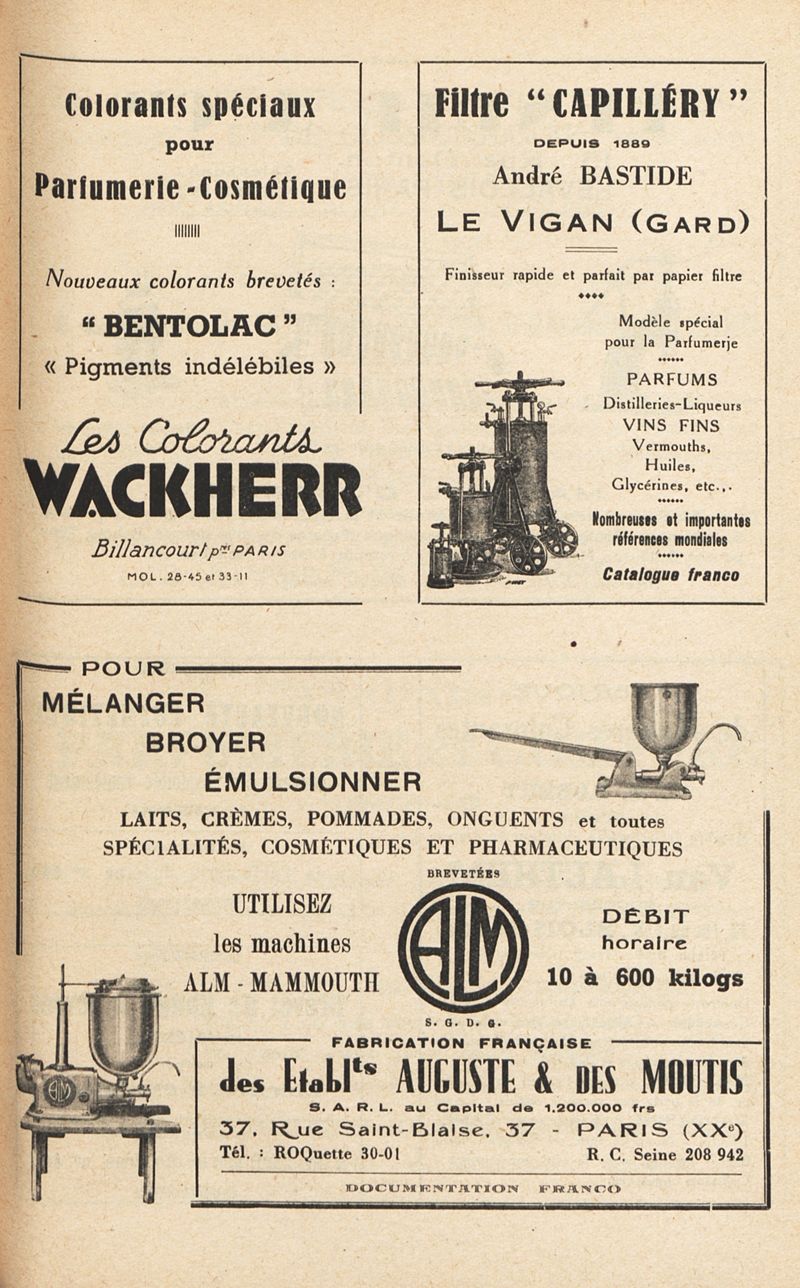 Colorants spéciaux
pour
Parfumerie-Cosmétique
Nouveaux colorants brevetés :
“ BENTOLAC ”
« Pigments indélébiles »
Les Colorants
WACKHERR
Billancourt près PARIS
MOL. 28-45 et 33-11
Filtre “ CAPILLÉRY ”
DEPUIS 1889
André BASTIDE
LE VIGAN (GARD)
Finisseur rapide et parfait par papier filtre
Modèle spécial
pour la Parfumerie
PARFUMS
Distilleries-Liqueurs
VINS FINS
Vermouths,
Huiles,
Glycérines, etc...
Nombreuses et importantes
références mondiales
Catalogue franco
POUR
MÉLANGER
BROYER
ÉMULSIONNER
LAITS, CRÈMES, POMMADES, ONGUENTS et toutes
SPÉCIALITÉS, COSMÉTIQUES ET PHARMACEUTIQUES
BREVETÉES
UTILISEZ
les machines
ALM - MAMMOUTH
ALM
S. G. D. G.
DÉBIT
horaire
10 à 600 kilogs
ALM
FABRICATION FRANÇAISE
des Etablts AUGUSTE & DES MOUTIS
S. A. R. L. au Capital de 1.200.000 frs
37, Rue Saint-Blaise, 37 - PARIS (XXe)
Tél. : ROQuette 30-01 R. C. Seine 208 942
DOCUMENTATION FRANCO